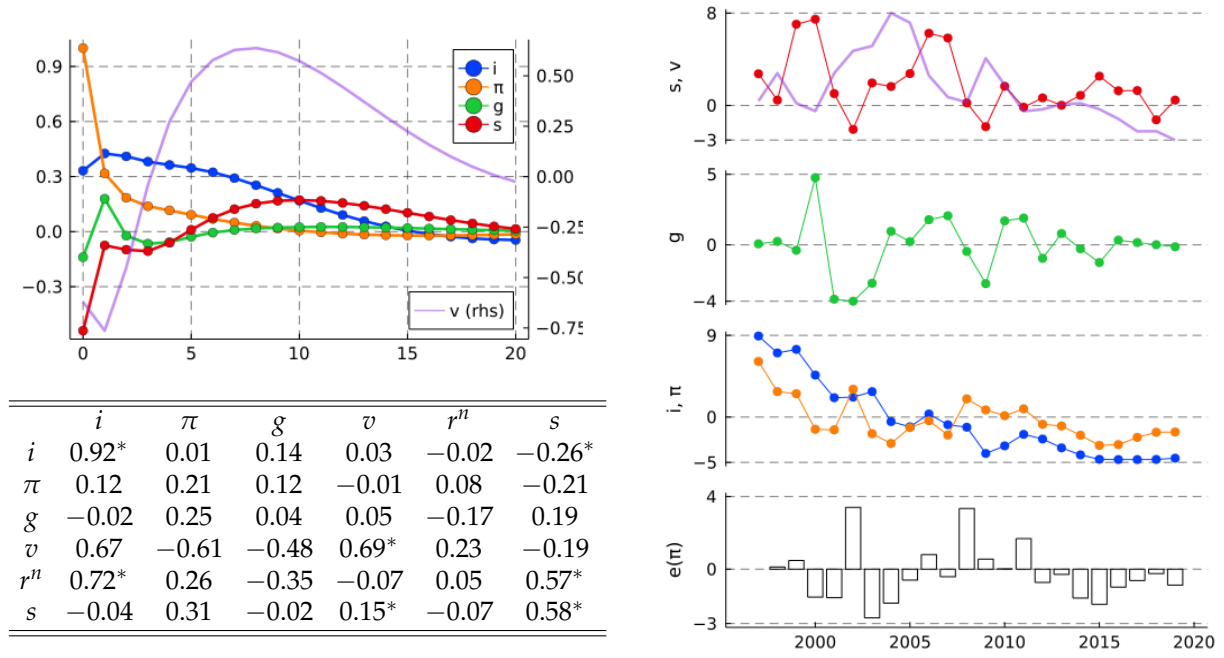 0.9
0.6
0.3
0.0
−0.3
0
5
10
15
20
0.50
0.25
0.00
−0.25
−0.50
−0.75
i
π
g
s
v (rhs)
i π g v rⁿ s
i 0.92* 0.01 0.14 0.03 −0.02 −0.26*
π 0.12 0.21 0.12 −0.01 0.08 −0.21
g −0.02 0.25 0.04 0.05 −0.17 0.19
v 0.67 −0.61 −0.48 0.69* 0.23 −0.19
rⁿ 0.72* 0.26 −0.35 −0.07 0.05 0.57*
s −0.04 0.31 −0.02 0.15* −0.07 0.58*
s, v
8
0
−3
g
5
0
−4
i, π
9
0
−5
e(π)
4
0
−3
2000
2005
2010
2015
2020